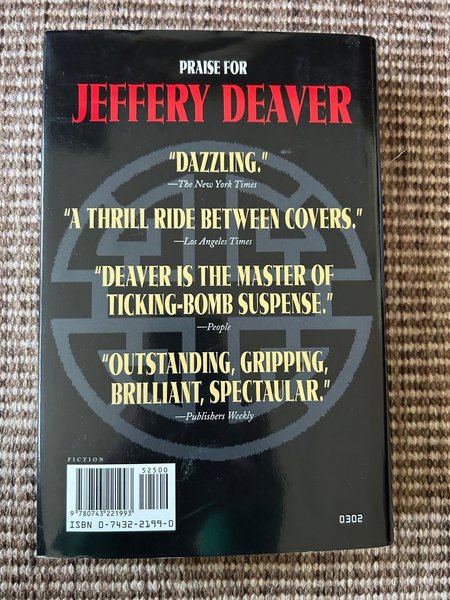 PRAISE FOR
JEFFERY DEAVER
“DAZZLING.”
—The New York Times
“A THRILL RIDE BETWEEN COVERS.”
—Los Angeles Times
“DEAVER IS THE MASTER OF
TICKING-BOMB SUSPENSE.”
—People
“OUTSTANDING, GRIPPING,
BRILLIANT, SPECTAULAR.”
—Publishers Weekly
FICTION
52500
9 780743 221993
ISBN 0-7432-2199-0
0302